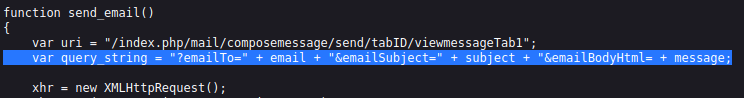 function send_email()
{
    var uri = "/index.php/mail/composemessage/send/tabID/viewmessageTab1";
    var query_string = "?emailTo=" + email + "&emailSubject=" + subject + "&emailBodyHtml= + message;
    xhr = new XMLHttpRequest();